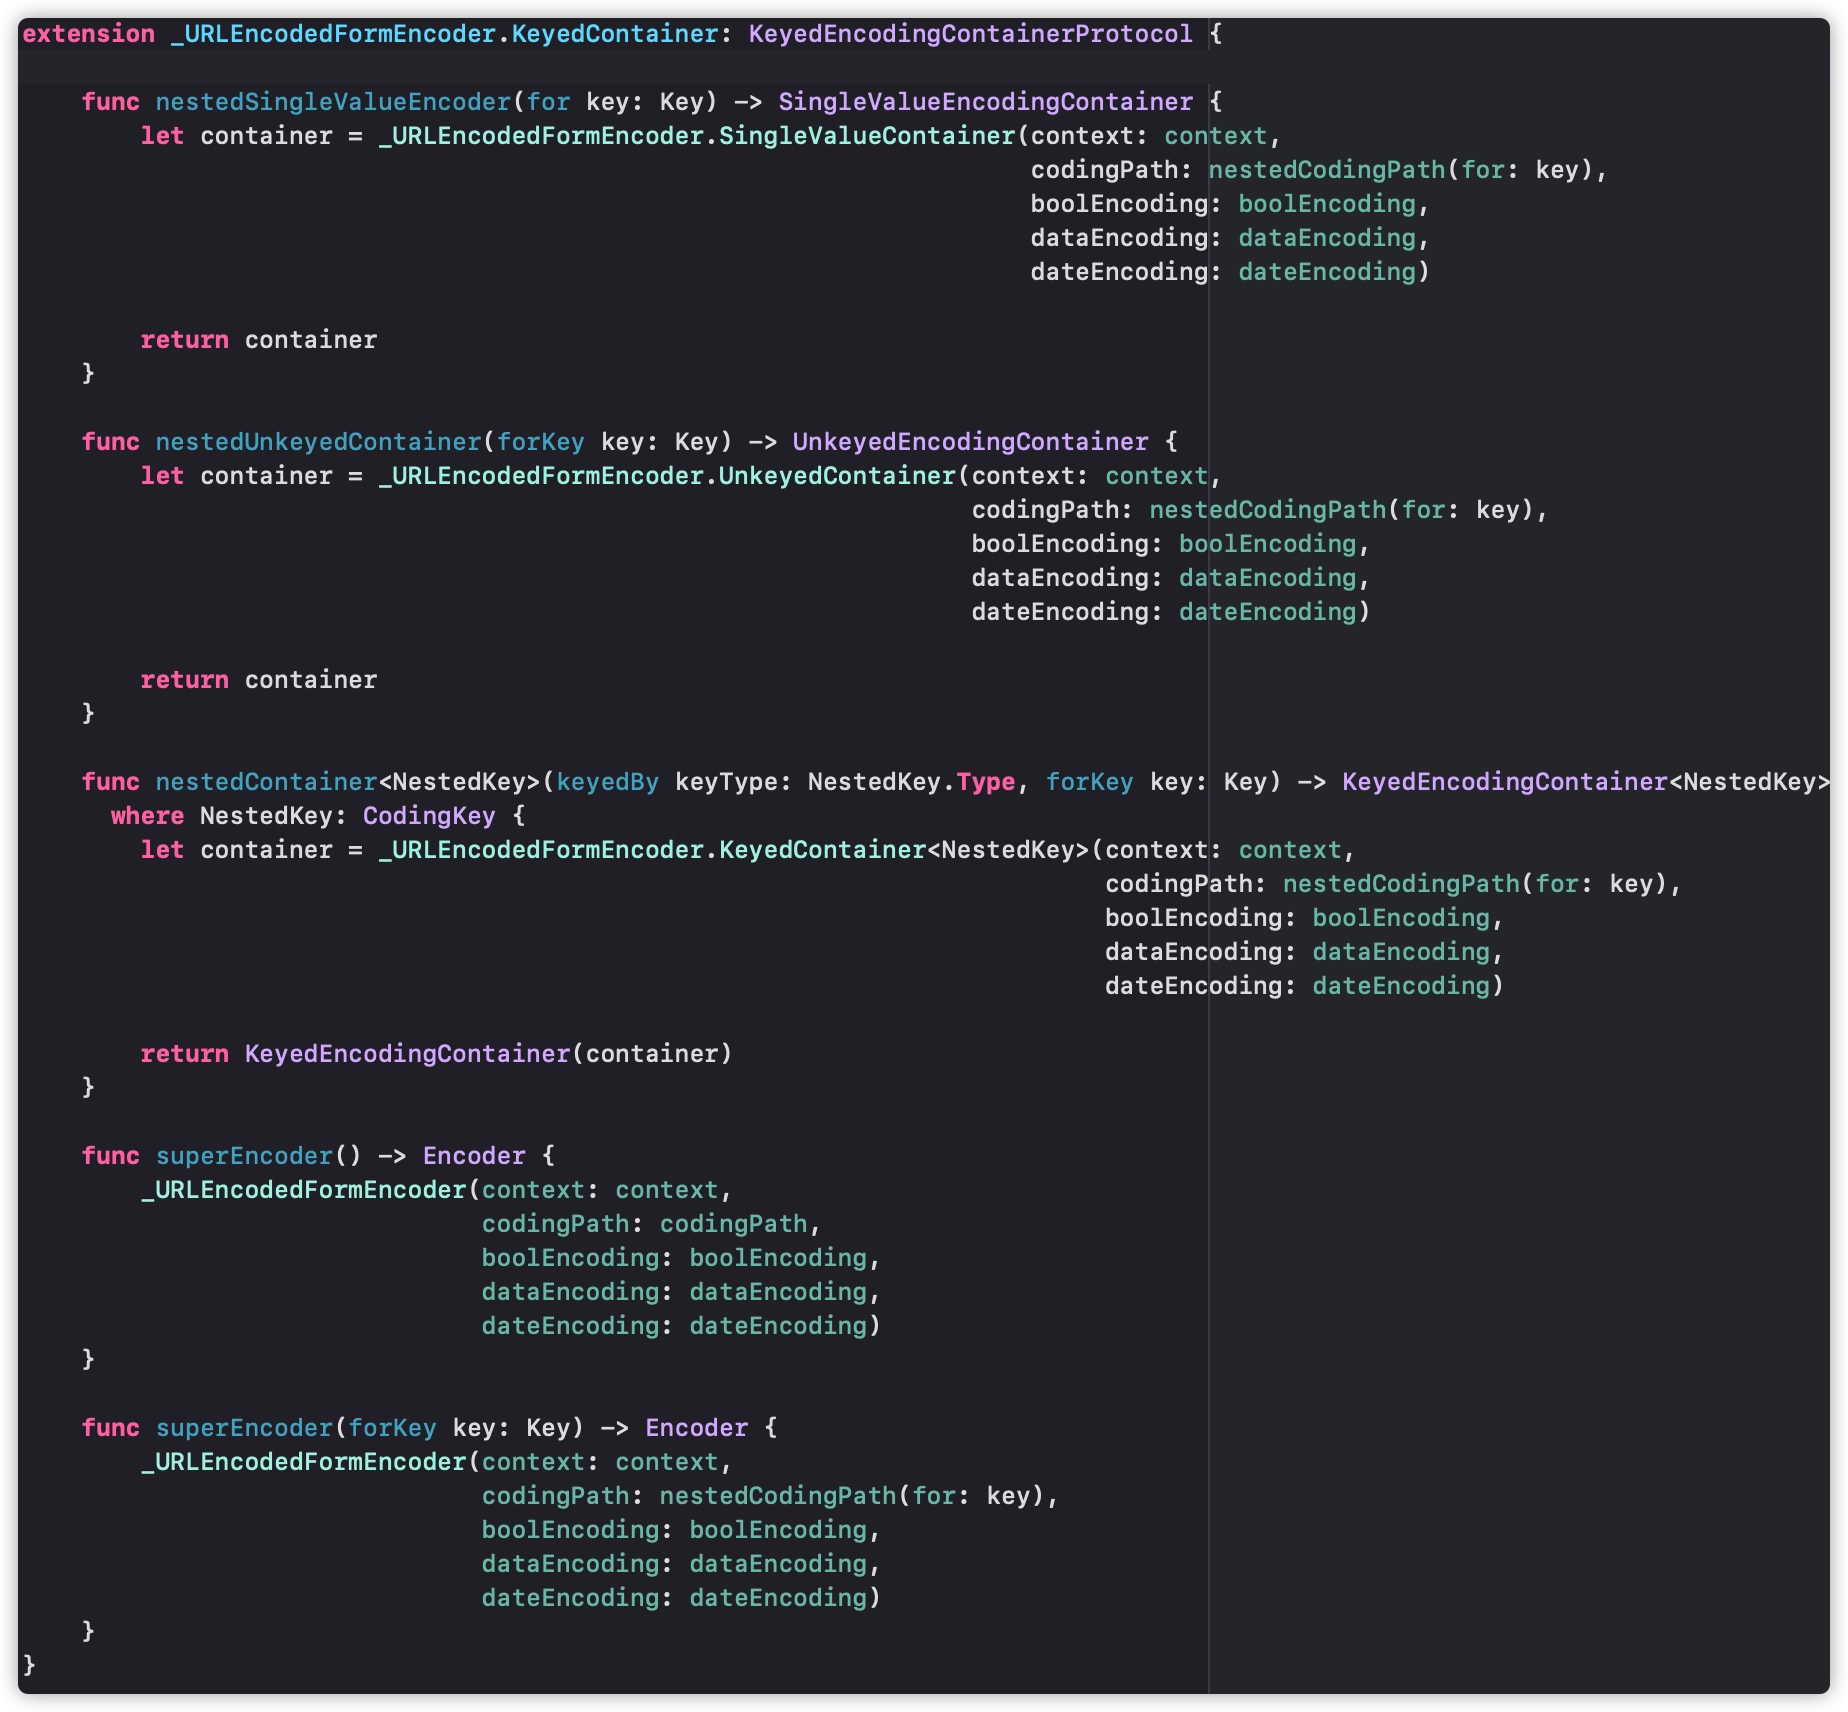 extension _URLEncodedFormEncoder.KeyedContainer: KeyedEncodingContainerProtocol {

    func nestedSingleValueEncoder(for key: Key) -> SingleValueEncodingContainer {
        let container = _URLEncodedFormEncoder.SingleValueContainer(context: context,
                                                                    codingPath: nestedCodingPath(for: key),
                                                                    boolEncoding: boolEncoding,
                                                                    dataEncoding: dataEncoding,
                                                                    dateEncoding: dateEncoding)

        return container
    }

    func nestedUnkeyedContainer(forKey key: Key) -> UnkeyedEncodingContainer {
        let container = _URLEncodedFormEncoder.UnkeyedContainer(context: context,
                                                                codingPath: nestedCodingPath(for: key),
                                                                boolEncoding: boolEncoding,
                                                                dataEncoding: dataEncoding,
                                                                dateEncoding: dateEncoding)

        return container
    }

    func nestedContainer<NestedKey>(keyedBy keyType: NestedKey.Type, forKey key: Key) -> KeyedEncodingContainer<NestedKey>
      where NestedKey: CodingKey {
        let container = _URLEncodedFormEncoder.KeyedContainer<NestedKey>(context: context,
                                                                         codingPath: nestedCodingPath(for: key),
                                                                         boolEncoding: boolEncoding,
                                                                         dataEncoding: dataEncoding,
                                                                         dateEncoding: dateEncoding)

        return KeyedEncodingContainer(container)
    }

    func superEncoder() -> Encoder {
        _URLEncodedFormEncoder(context: context,
                               codingPath: codingPath,
                               boolEncoding: boolEncoding,
                               dataEncoding: dataEncoding,
                               dateEncoding: dateEncoding)
    }

    func superEncoder(forKey key: Key) -> Encoder {
        _URLEncodedFormEncoder(context: context,
                               codingPath: nestedCodingPath(for: key),
                               boolEncoding: boolEncoding,
                               dataEncoding: dataEncoding,
                               dateEncoding: dateEncoding)
    }
}